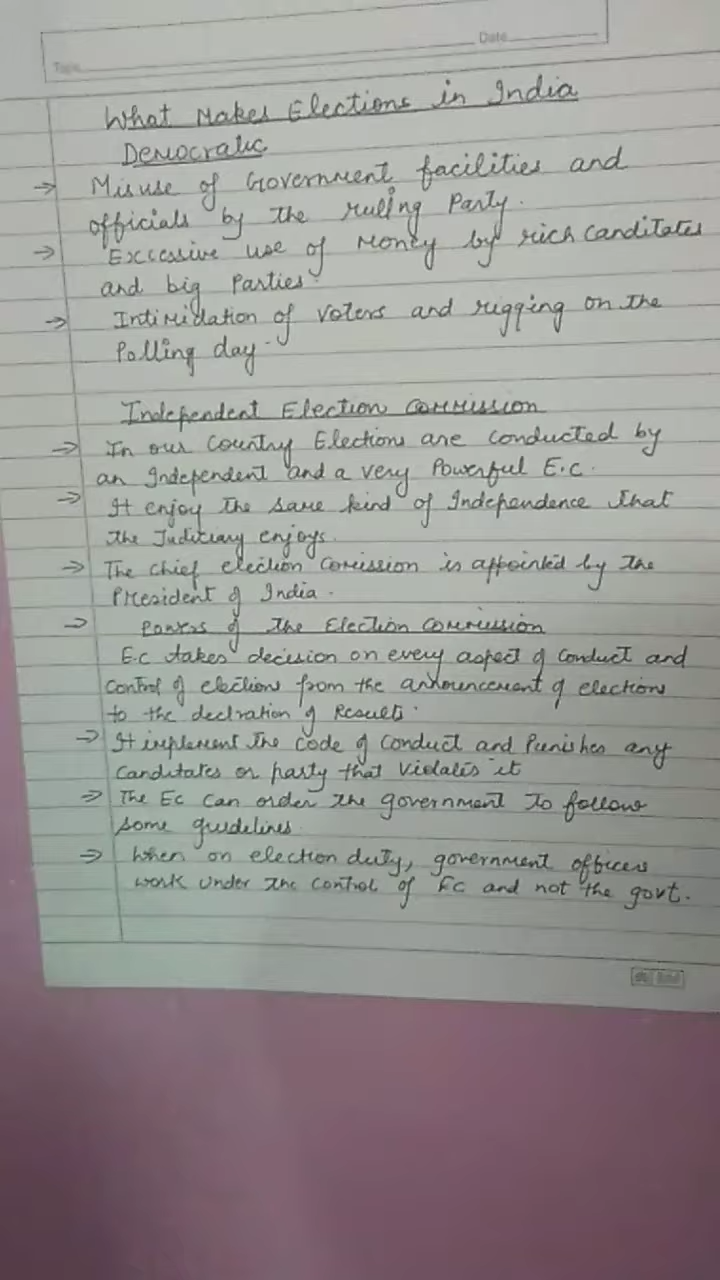 Date
What Makes Elections in India
Democratic
→ Misuse of Government facilities and
officials by the rulling Party.
→ Excessive use of Money by rich canditates
and big Parties.
→ Intimidation of Voters and rigging on the
Polling day.
Independent Election Commission
→ In our Country Elections are conducted by
an Independent and a very Powerful E.C.
→ It enjoy the same kind of Independence that
the Judiciary enjoys.
→ The chief election Comission is appointed by the
President of India.
→ Powers of the Election Commission
E.C takes decision on every aspect of conduct and
control of elections from the announcement of elections
to the declration of Results.
→ It implement the code of Conduct and Punishes any
Canditates or party that violates it
→ The EC can order the government to follow
some guidelines
→ When on election duty, government officers
work under the control of EC and not the govt.